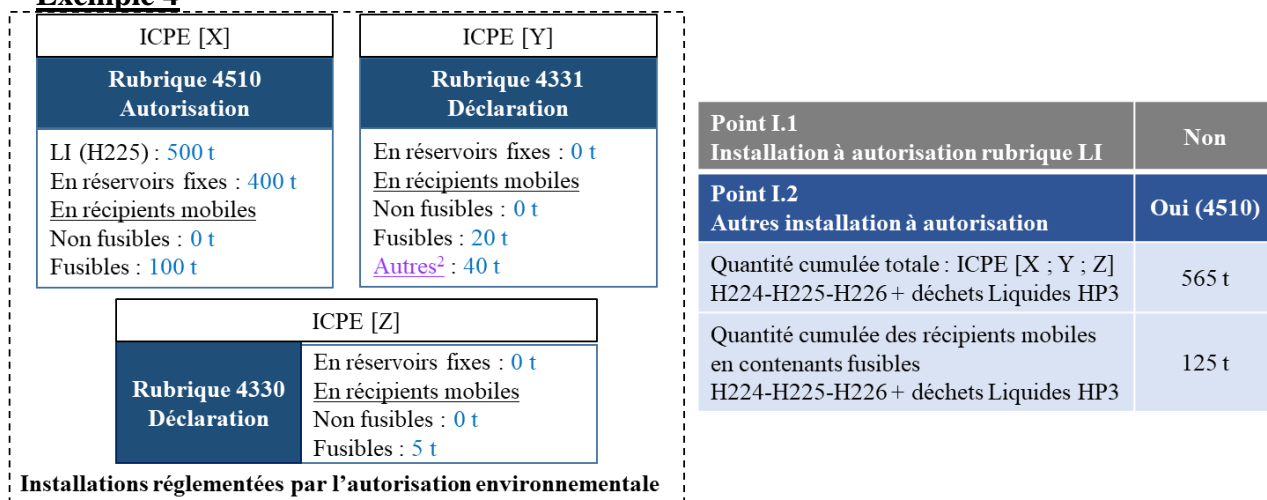 Exemple 4
ICPE [X]
Rubrique 4510
Autorisation
LI (H225) : 500 t
En réservoirs fixes : 400 t
En récipients mobiles
Non fusibles : 0 t
Fusibles : 100 t
ICPE [Y]
Rubrique 4331
Déclaration
En réservoirs fixes : 0 t
En récipients mobiles
Non fusibles : 0 t
Fusibles : 20 t
Autres² : 40 t
ICPE [Z]
Rubrique 4330
Déclaration
En réservoirs fixes : 0 t
En récipients mobiles
Non fusibles : 0 t
Fusibles : 5 t
Installations réglementées par l’autorisation environnementale
Point I.1
Installation à autorisation rubrique LI
Non
Point I.2
Autres installation à autorisation
Oui (4510)
Quantité cumulée totale : ICPE [X ; Y ; Z]
H224-H225-H226 + déchets Liquides HP3
565 t
Quantité cumulée des récipients mobiles
en contenants fusibles
H224-H225-H226 + déchets Liquides HP3
125 t